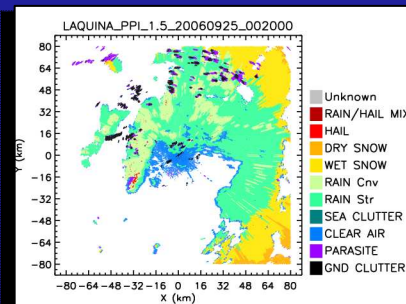 LAQUINA_PPI_1.5_20060925_002000
80
64
48
32
16
0
-16
-32
-48
-64
-80
Y (km)
-80 -64 -48 -32 -16 0 16 32 48 64 80
X (km)
Unknown
RAIN/HAIL MIX
HAIL
DRY SNOW
WET SNOW
RAIN Cnv
RAIN Str
SEA CLUTTER
CLEAR AIR
PARASITE
GND CLUTTER